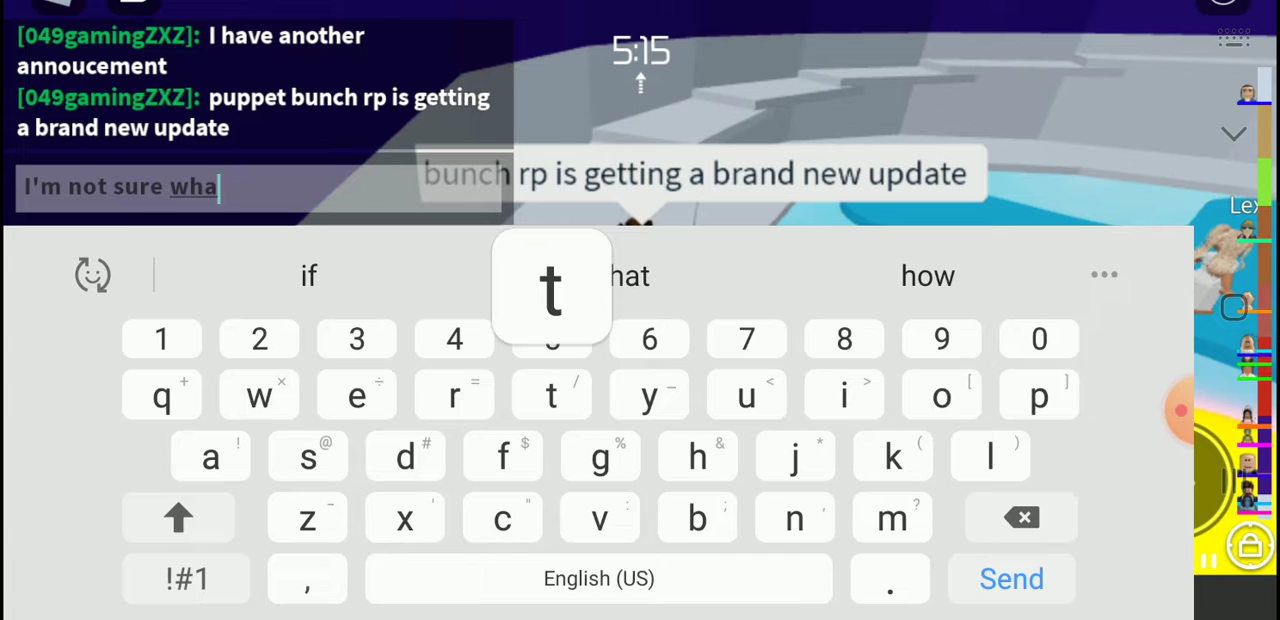 [049gamingZXZ]: I have another
annoucement
[049gamingZXZ]: puppet bunch rp is getting
a brand new update
5:15
bunch rp is getting a brand new update
I'm not sure wha
Lex
if
t
hat
how
1 2 3 4 6 7 8 9 0
q + w × e ÷ r = t / y _ u < i > o [ p ]
a ! s @ d # f $ g % h & j * k ( l )
z - x ' c " v : b ; n , m ?
!#1 , English (US) . Send